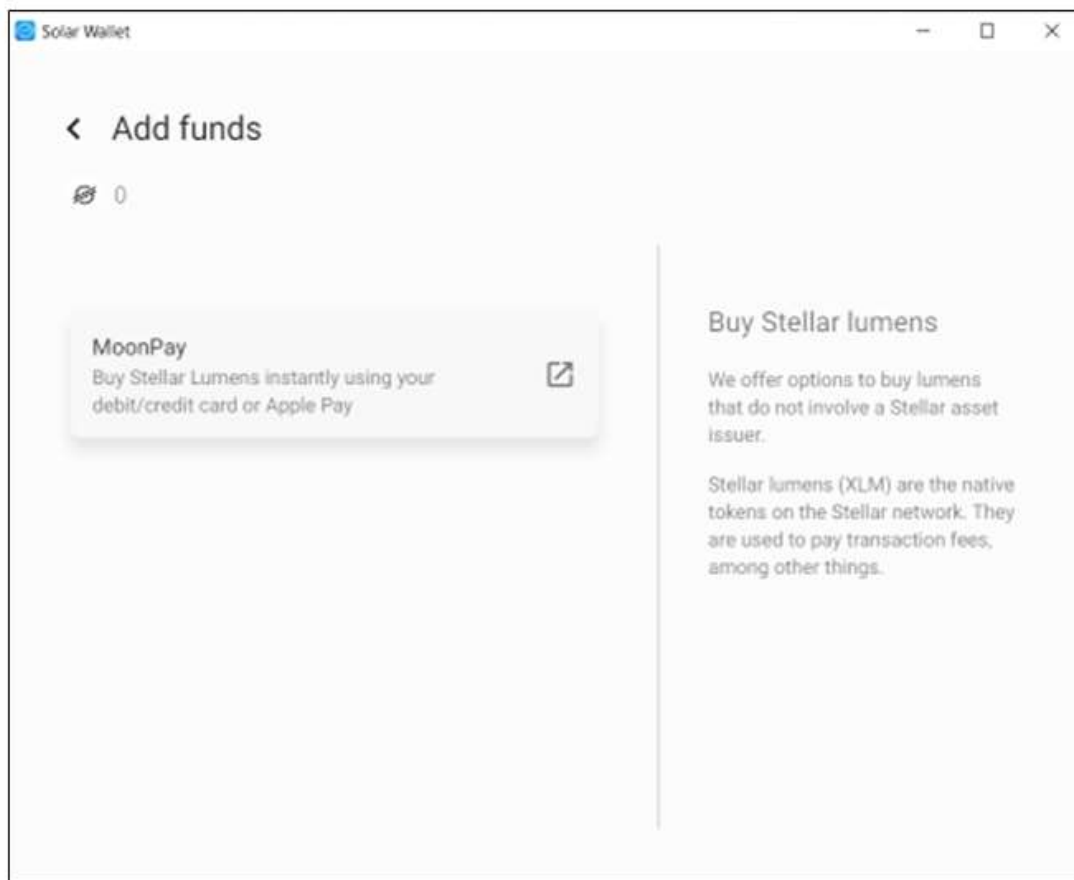 Solar Wallet
Add funds
0
MoonPay
Buy Stellar Lumens instantly using your
debit/credit card or Apple Pay
Buy Stellar lumens
We offer options to buy lumens
that do not involve a Stellar asset
issuer.
Stellar lumens (XLM) are the native
tokens on the Stellar network. They
are used to pay transaction fees,
among other things.